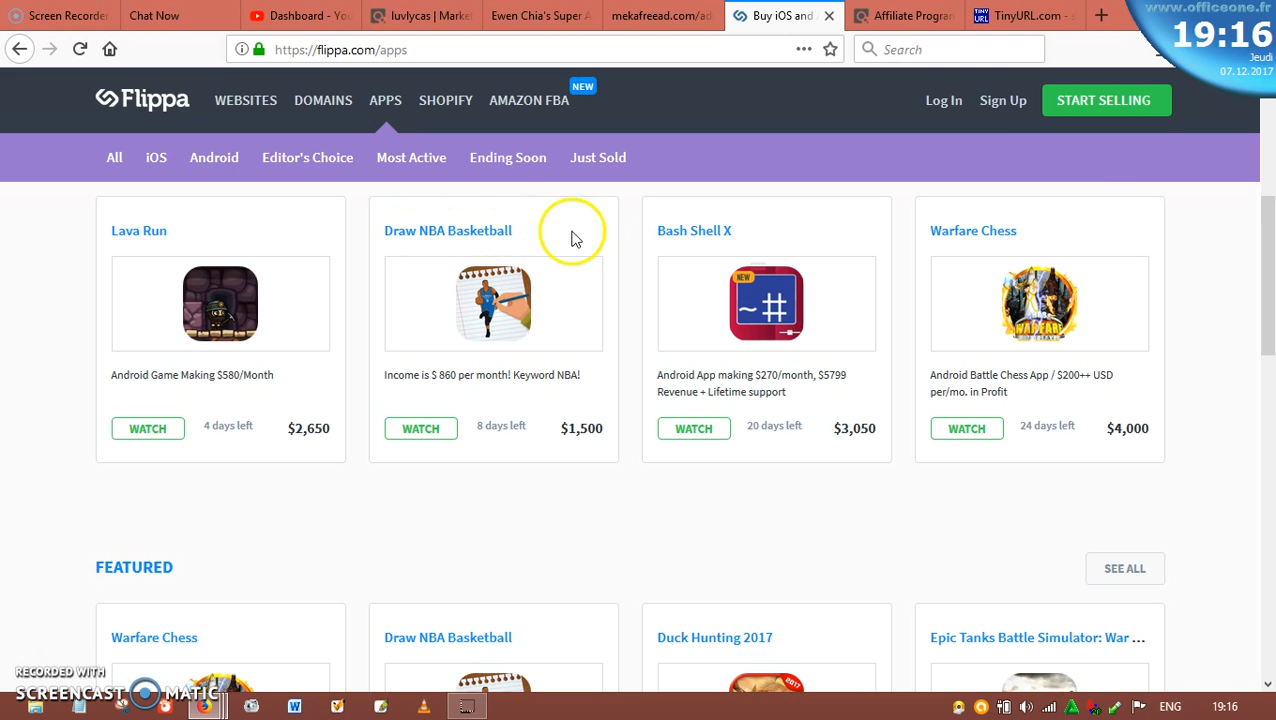 Screen Recorder
Chat Now
Dashboard - Yo
luvlycas | Marke
Ewen Chia's Super A
mekafreead.com/ad
Buy iOS and
Affiliate Progran
TINY
URL
TinyURL.com -
www.officeone.fr
19:16
Jeudi
07.12.2017
https://flippa.com/apps
Search
Flippa
WEBSITES
DOMAINS
APPS
SHOPIFY
AMAZON FBA
NEW
Log In
Sign Up
START SELLING
All
iOS
Android
Editor's Choice
Most Active
Ending Soon
Just Sold
Lava Run
Draw NBA Basketball
Bash Shell X
Warfare Chess
NEW
~#
WARFARE
Android Game Making $580/Month
Income is $ 860 per month! Keyword NBA!
Android App making $270/month, $5799
Revenue + Lifetime support
Android Battle Chess App / $200++ USD
per/mo. in Profit
WATCH
4 days left
$2,650
WATCH
8 days left
$1,500
WATCH
20 days left
$3,050
WATCH
24 days left
$4,000
FEATURED
SEE ALL
Warfare Chess
Draw NBA Basketball
Duck Hunting 2017
Epic Tanks Battle Simulator: War ...
2017
RECORDED WITH
SCREENCAST MATIC
ENG
19:16